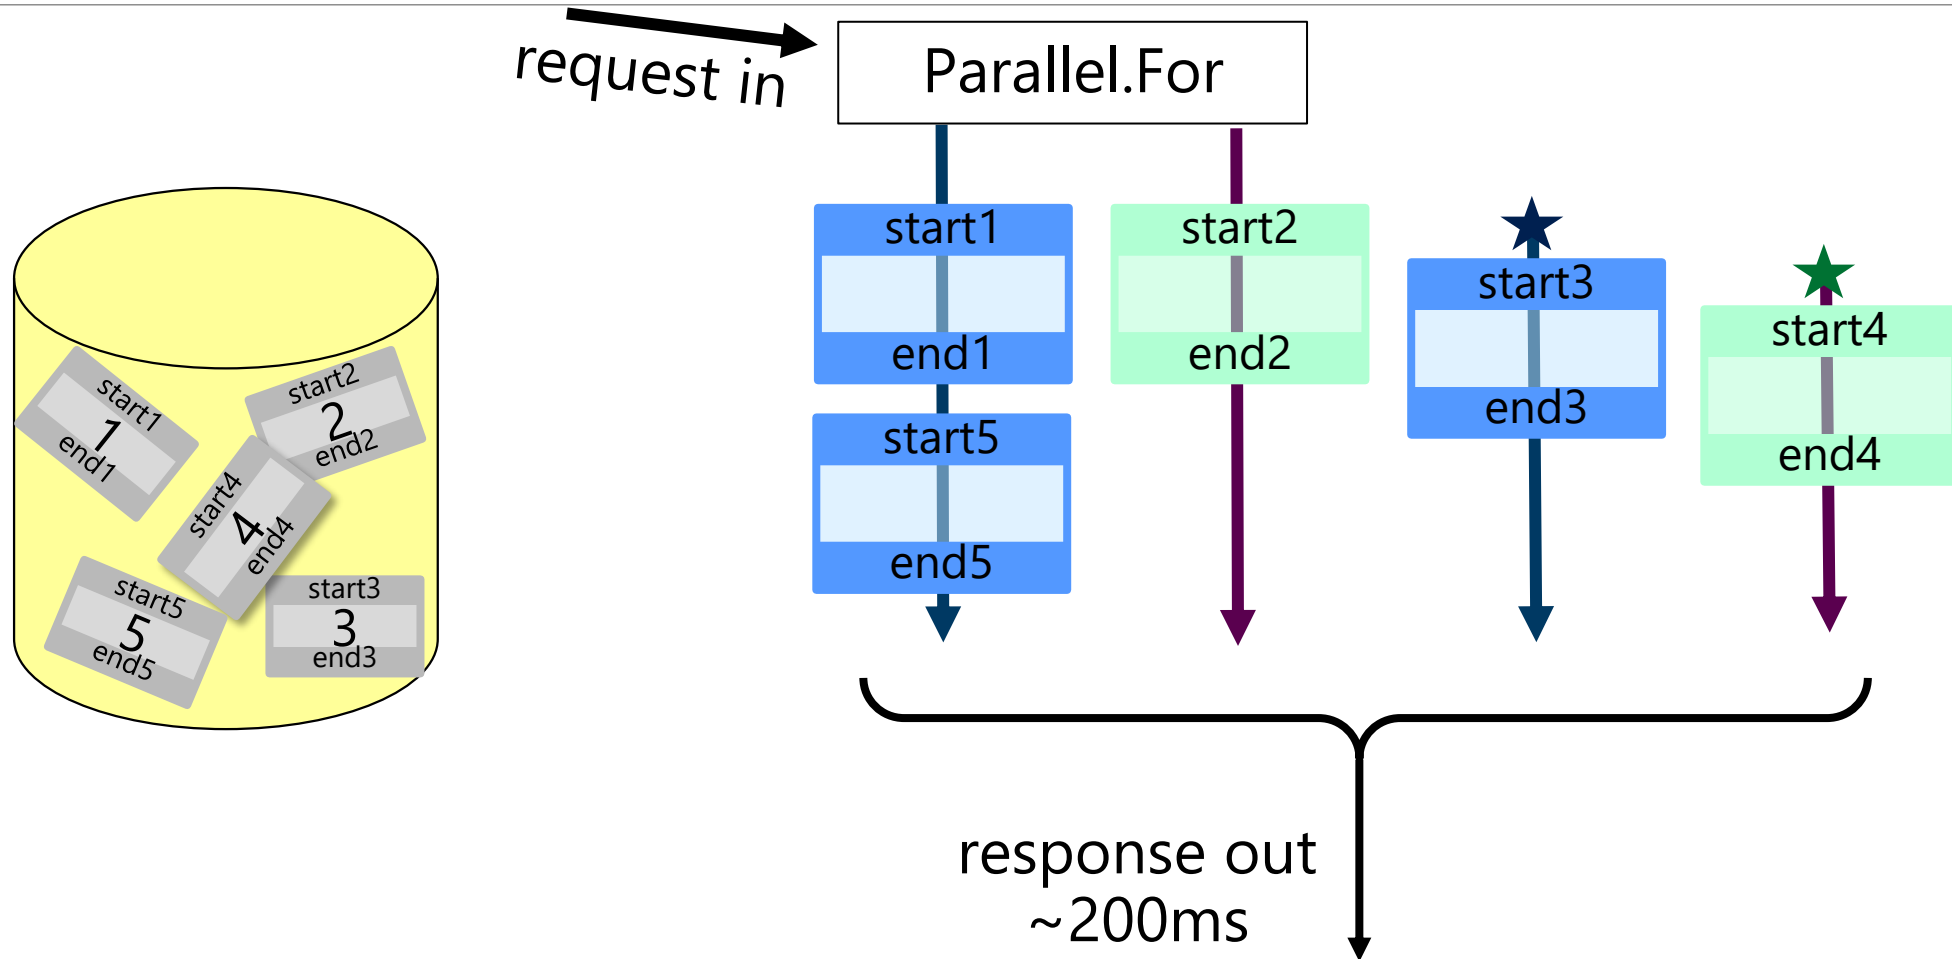 request in
Parallel.For
start1
1
end1
start2
2
end2
start4
4
end4
start5
5
end5
start3
3
end3
start1
end1
start5
end5
start2
end2
start3
end3
start4
end4
response out
~200ms